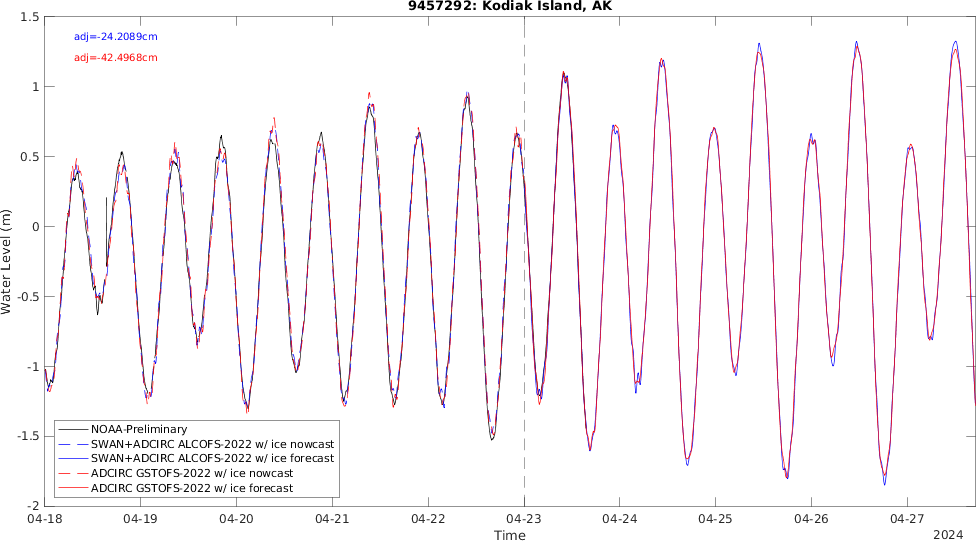 9457292: Kodiak Island, AK
adj=-24.2089cm
adj=-42.4968cm
1.5
1
0.5
0
-0.5
-1
-1.5
-2
Water Level (m)
NOAA-Preliminary
SWAN+ADCIRC ALCOFS-2022 w/ ice nowcast
SWAN+ADCIRC ALCOFS-2022 w/ ice forecast
ADCIRC GSTOFS-2022 w/ ice nowcast
ADCIRC GSTOFS-2022 w/ ice forecast
04-18 04-19 04-20 04-21 04-22 04-23 04-24 04-25 04-26 04-27
Time
2024